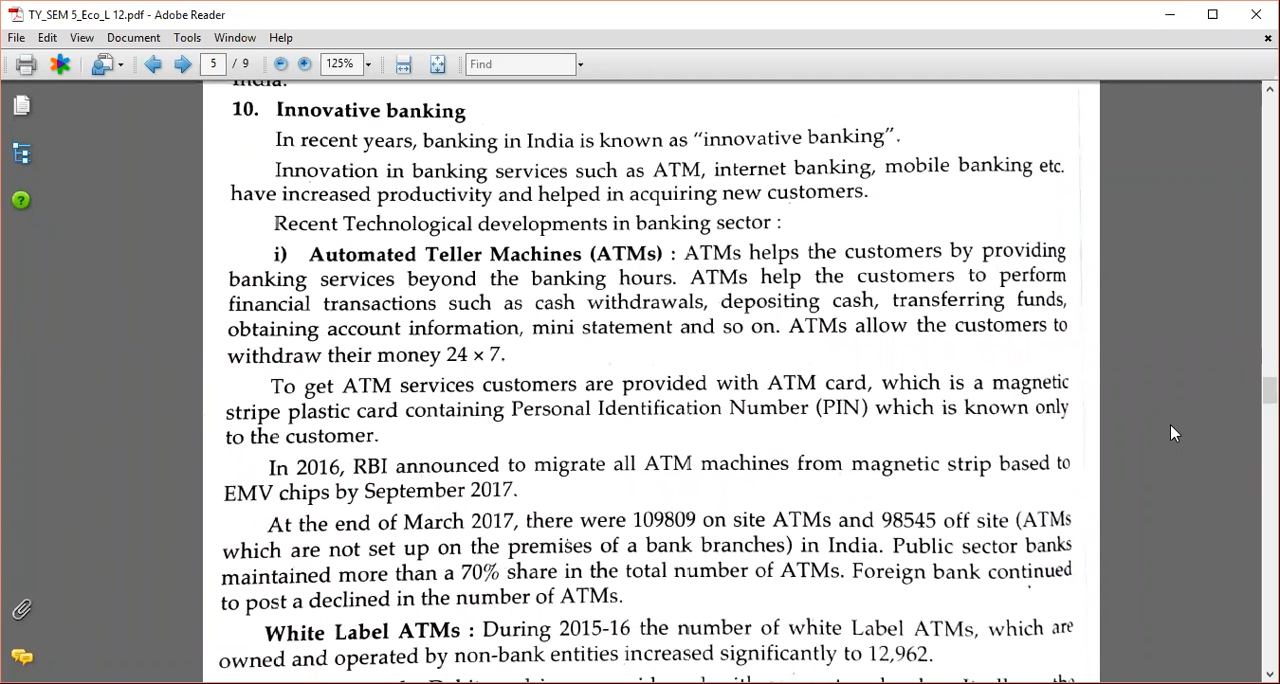 TY_SEM 5_Eco_L 12.pdf - Adobe Reader
File Edit View Document Tools Window Help
5 / 9 125% Find
India.
10. Innovative banking
In recent years, banking in India is known as “innovative banking”.
Innovation in banking services such as ATM, internet banking, mobile banking etc.
have increased productivity and helped in acquiring new customers.
Recent Technological developments in banking sector :
i) Automated Teller Machines (ATMs) : ATMs helps the customers by providing
banking services beyond the banking hours. ATMs help the customers to perform
financial transactions such as cash withdrawals, depositing cash, transferring funds,
obtaining account information, mini statement and so on. ATMs allow the customers to
withdraw their money 24 × 7.
To get ATM services customers are provided with ATM card, which is a magnetic
stripe plastic card containing Personal Identification Number (PIN) which is known only
to the customer.
In 2016, RBI announced to migrate all ATM machines from magnetic strip based to
EMV chips by September 2017.
At the end of March 2017, there were 109809 on site ATMs and 98545 off site (ATMs
which are not set up on the premises of a bank branches) in India. Public sector banks
maintained more than a 70% share in the total number of ATMs. Foreign bank continued
to post a declined in the number of ATMs.
White Label ATMs : During 2015-16 the number of white Label ATMs, which are
owned and operated by non-bank entities increased significantly to 12,962.